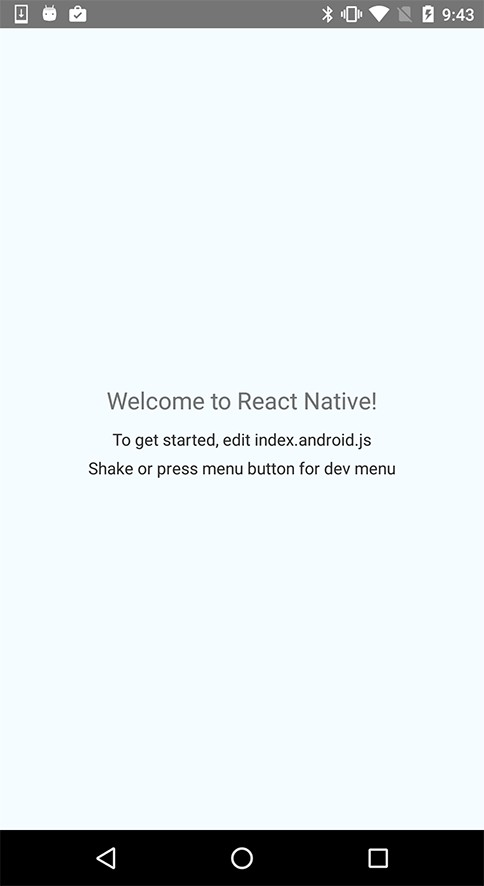 9:43
Welcome to React Native!
To get started, edit index.android.js
Shake or press menu button for dev menu